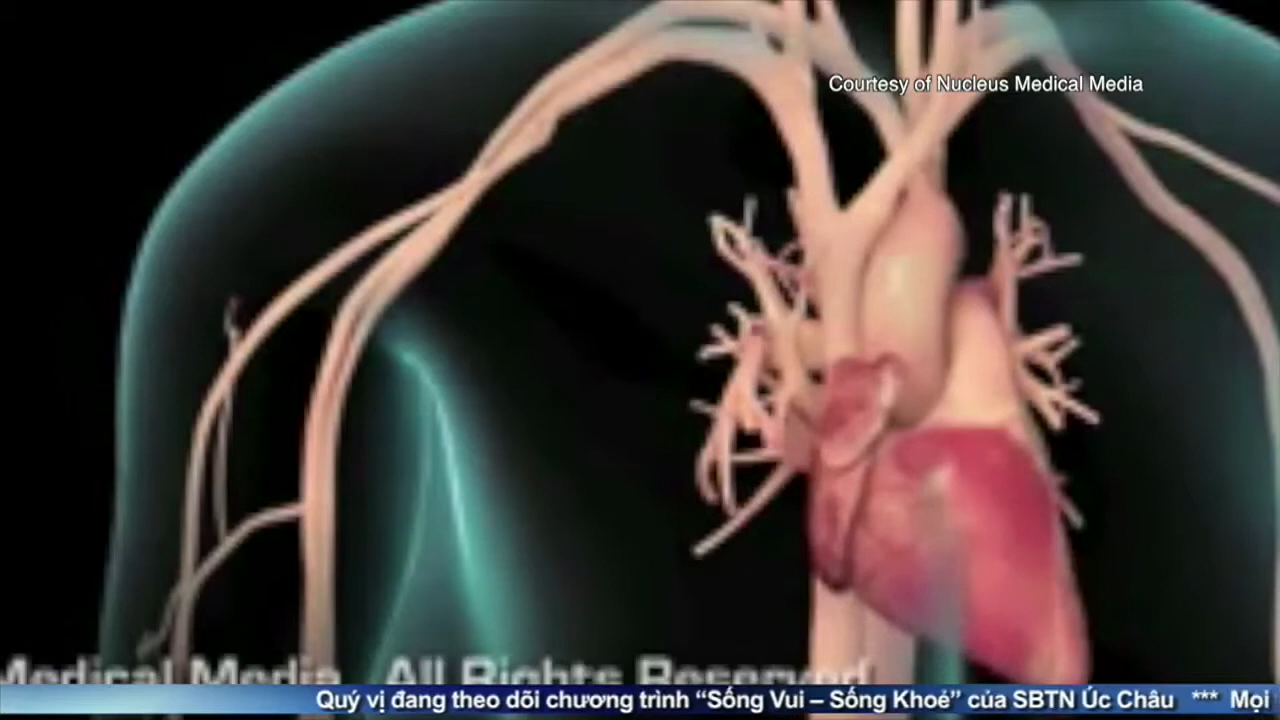 Courtesy of Nucleus Medical Media
Medical Media All Rights Reserved
Quý vị đang theo dõi chương trình “Sống Vui – Sống Khoẻ” của SBTN Úc Châu *** Mọi